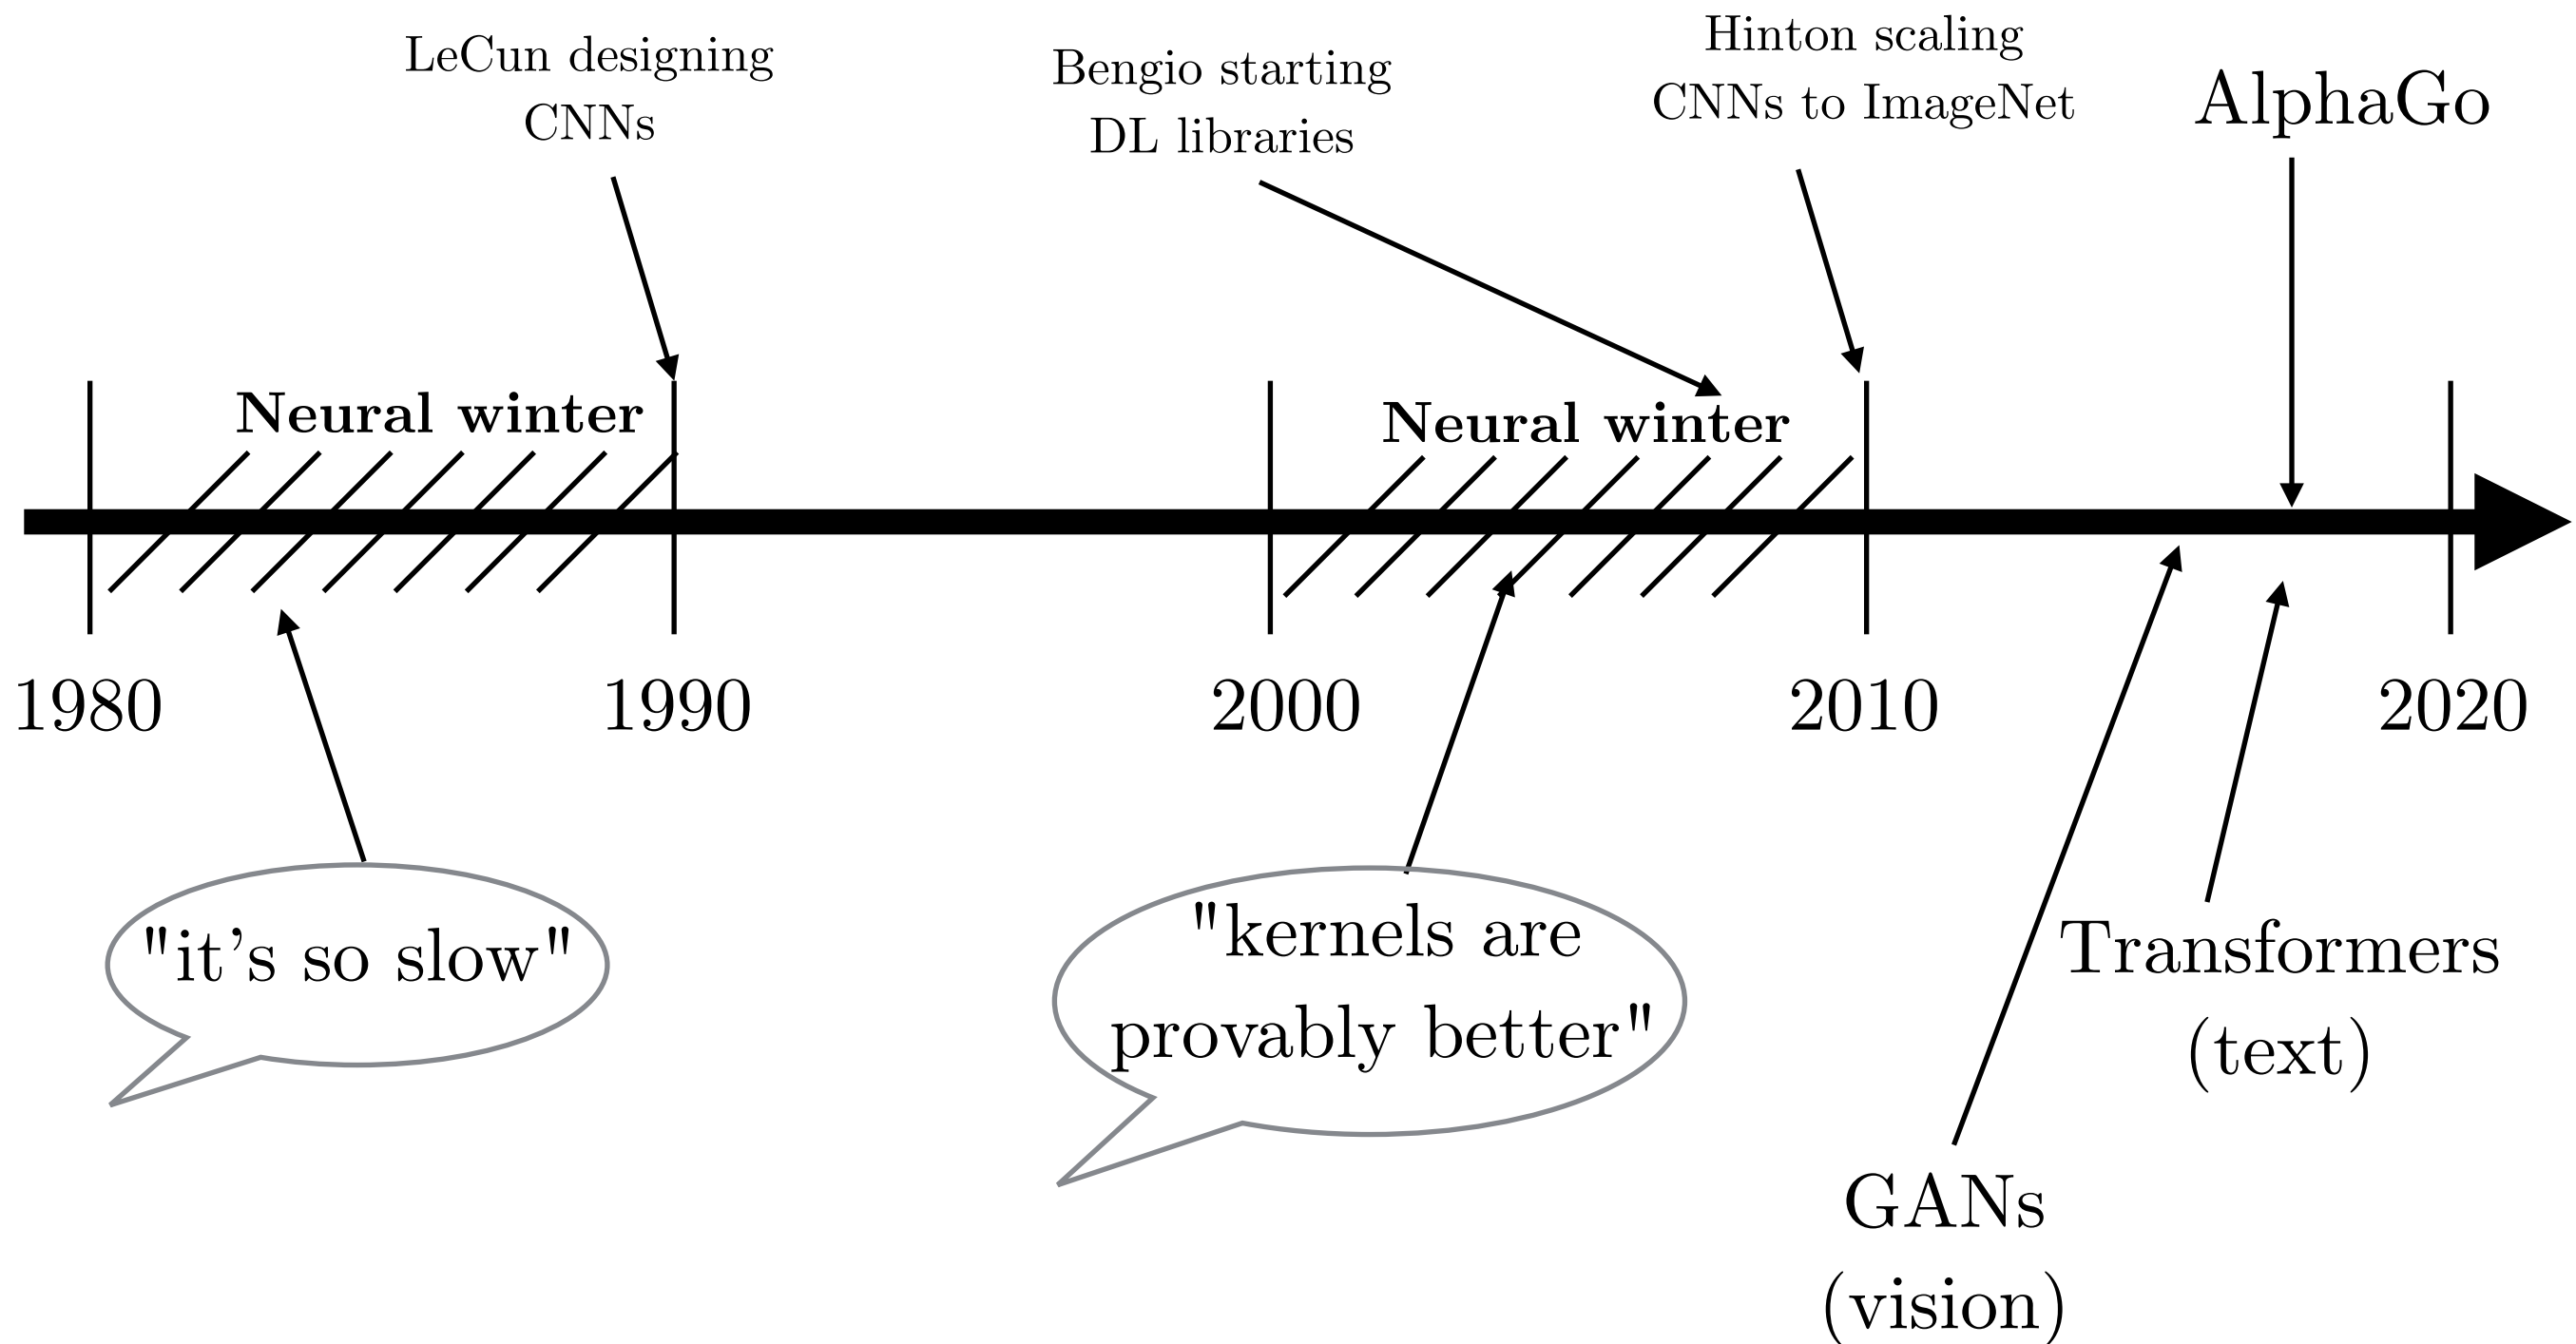 LeCun designing
CNNs
Bengio starting
DL libraries
Hinton scaling
CNNs to ImageNet
AlphaGo
Neural winter
Neural winter
1980
1990
2000
2010
2020
"it's so slow"
"kernels are
provably better"
Transformers
(text)
GANs
(vision)